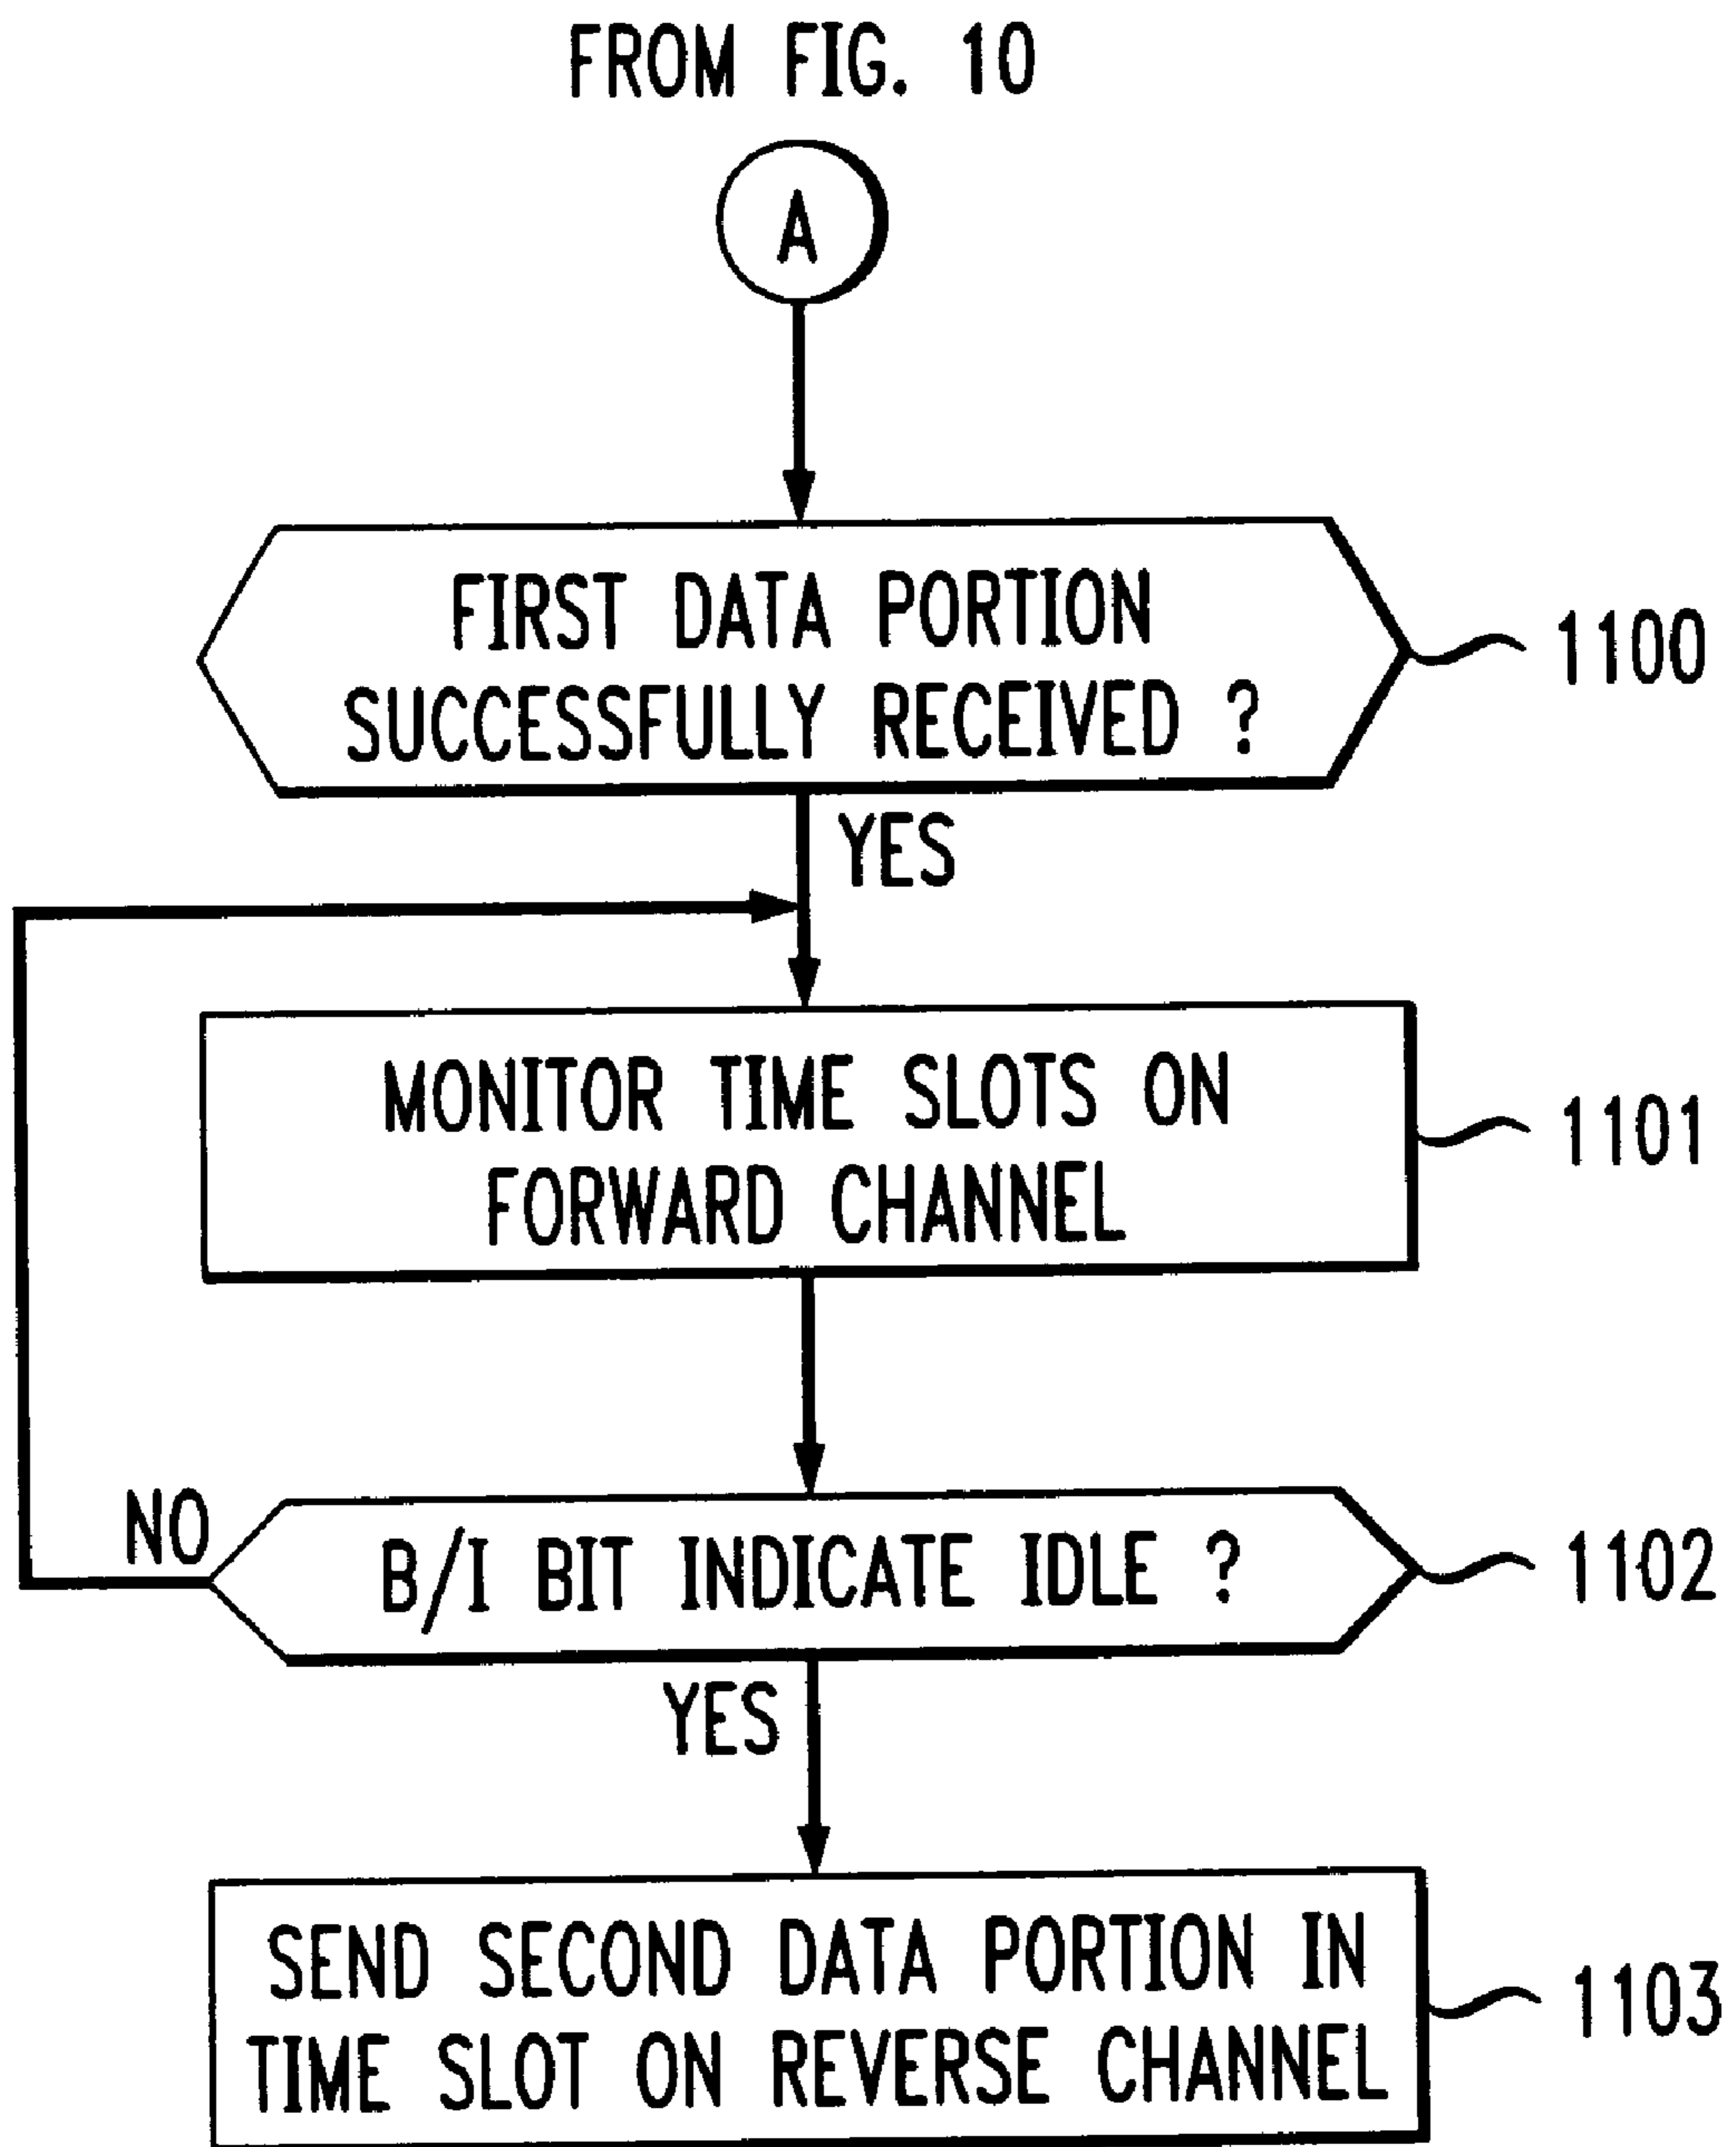 FROM FIG. 10
A
FIRST DATA PORTION
SUCCESSFULLY RECEIVED ?
1100
YES
MONITOR TIME SLOTS ON
FORWARD CHANNEL
1101
NO
B/I BIT INDICATE IDLE ?
1102
YES
SEND SECOND DATA PORTION IN
TIME SLOT ON REVERSE CHANNEL
1103